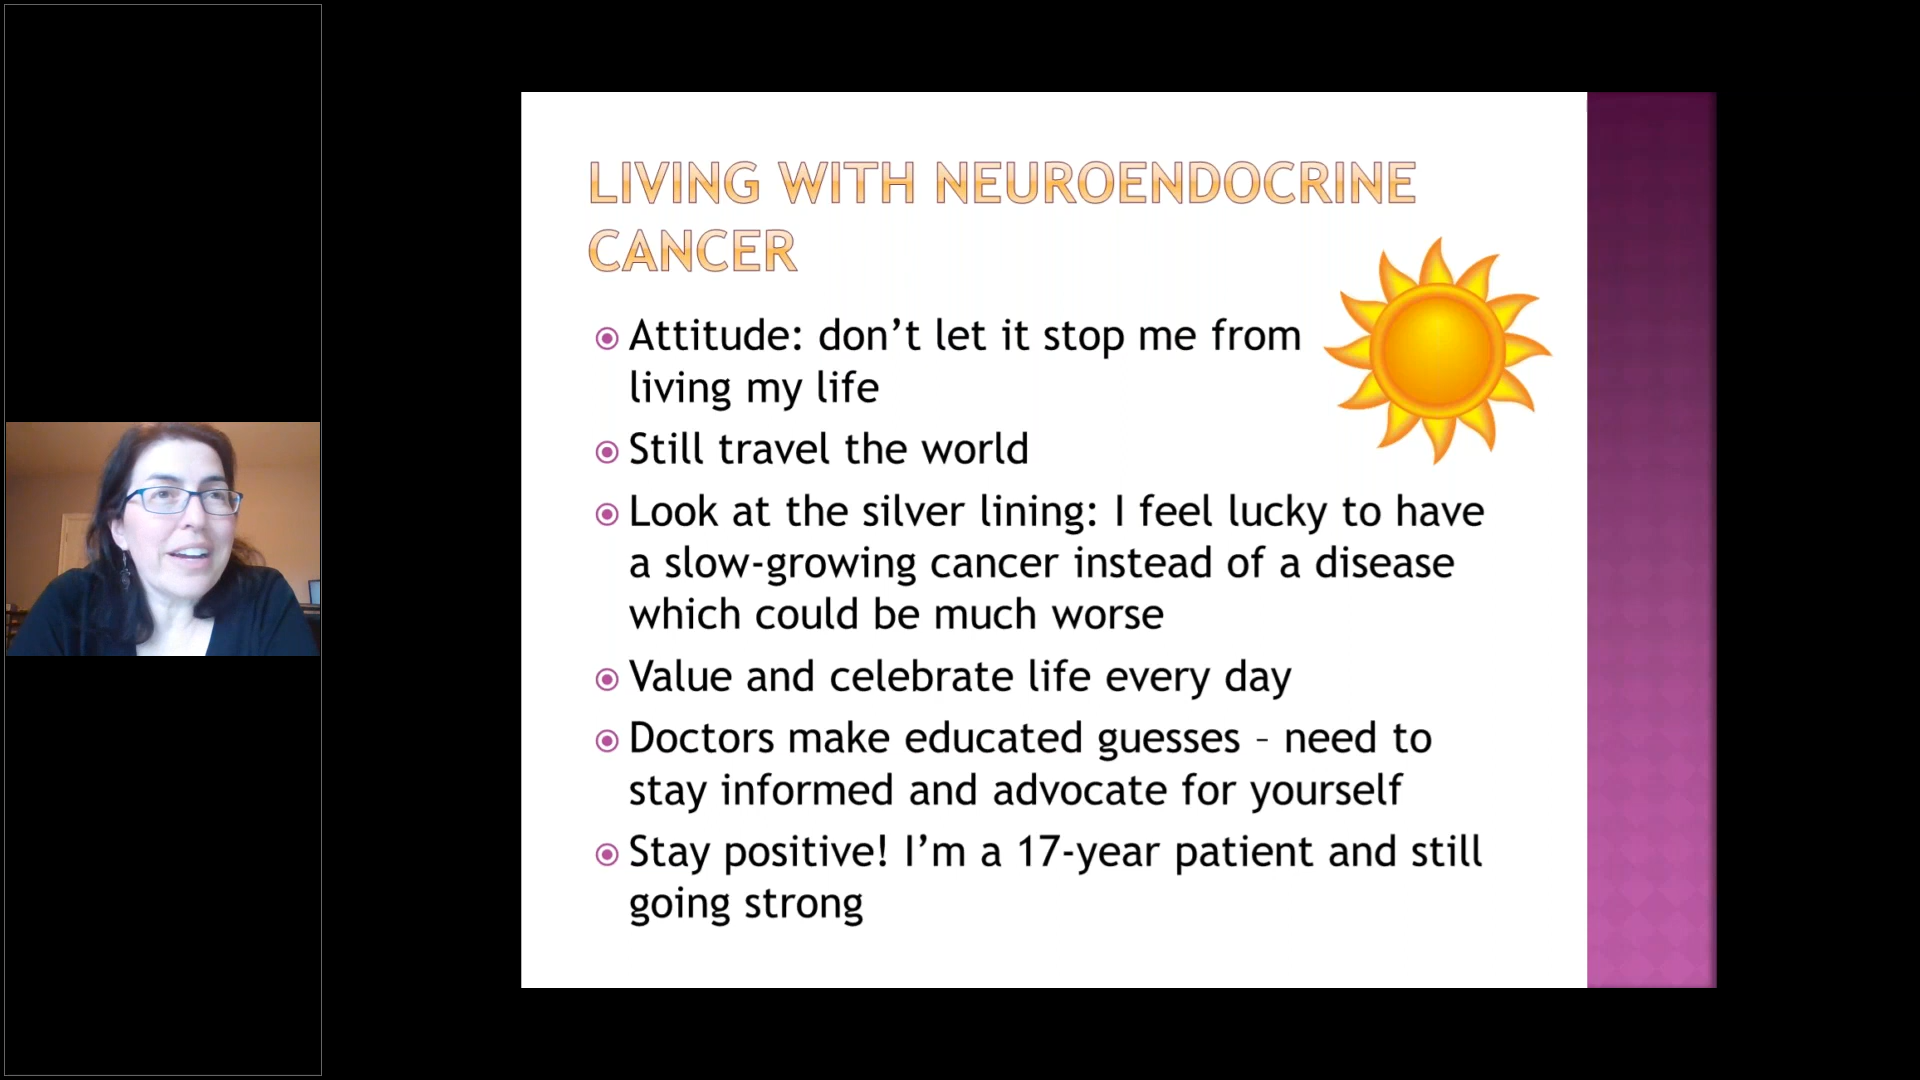 LIVING WITH NEUROENDOCRINE
CANCER
Attitude: don’t let it stop me from
living my life
Still travel the world
Look at the silver lining: I feel lucky to have
a slow-growing cancer instead of a disease
which could be much worse
Value and celebrate life every day
Doctors make educated guesses – need to
stay informed and advocate for yourself
Stay positive! I’m a 17-year patient and still
going strong